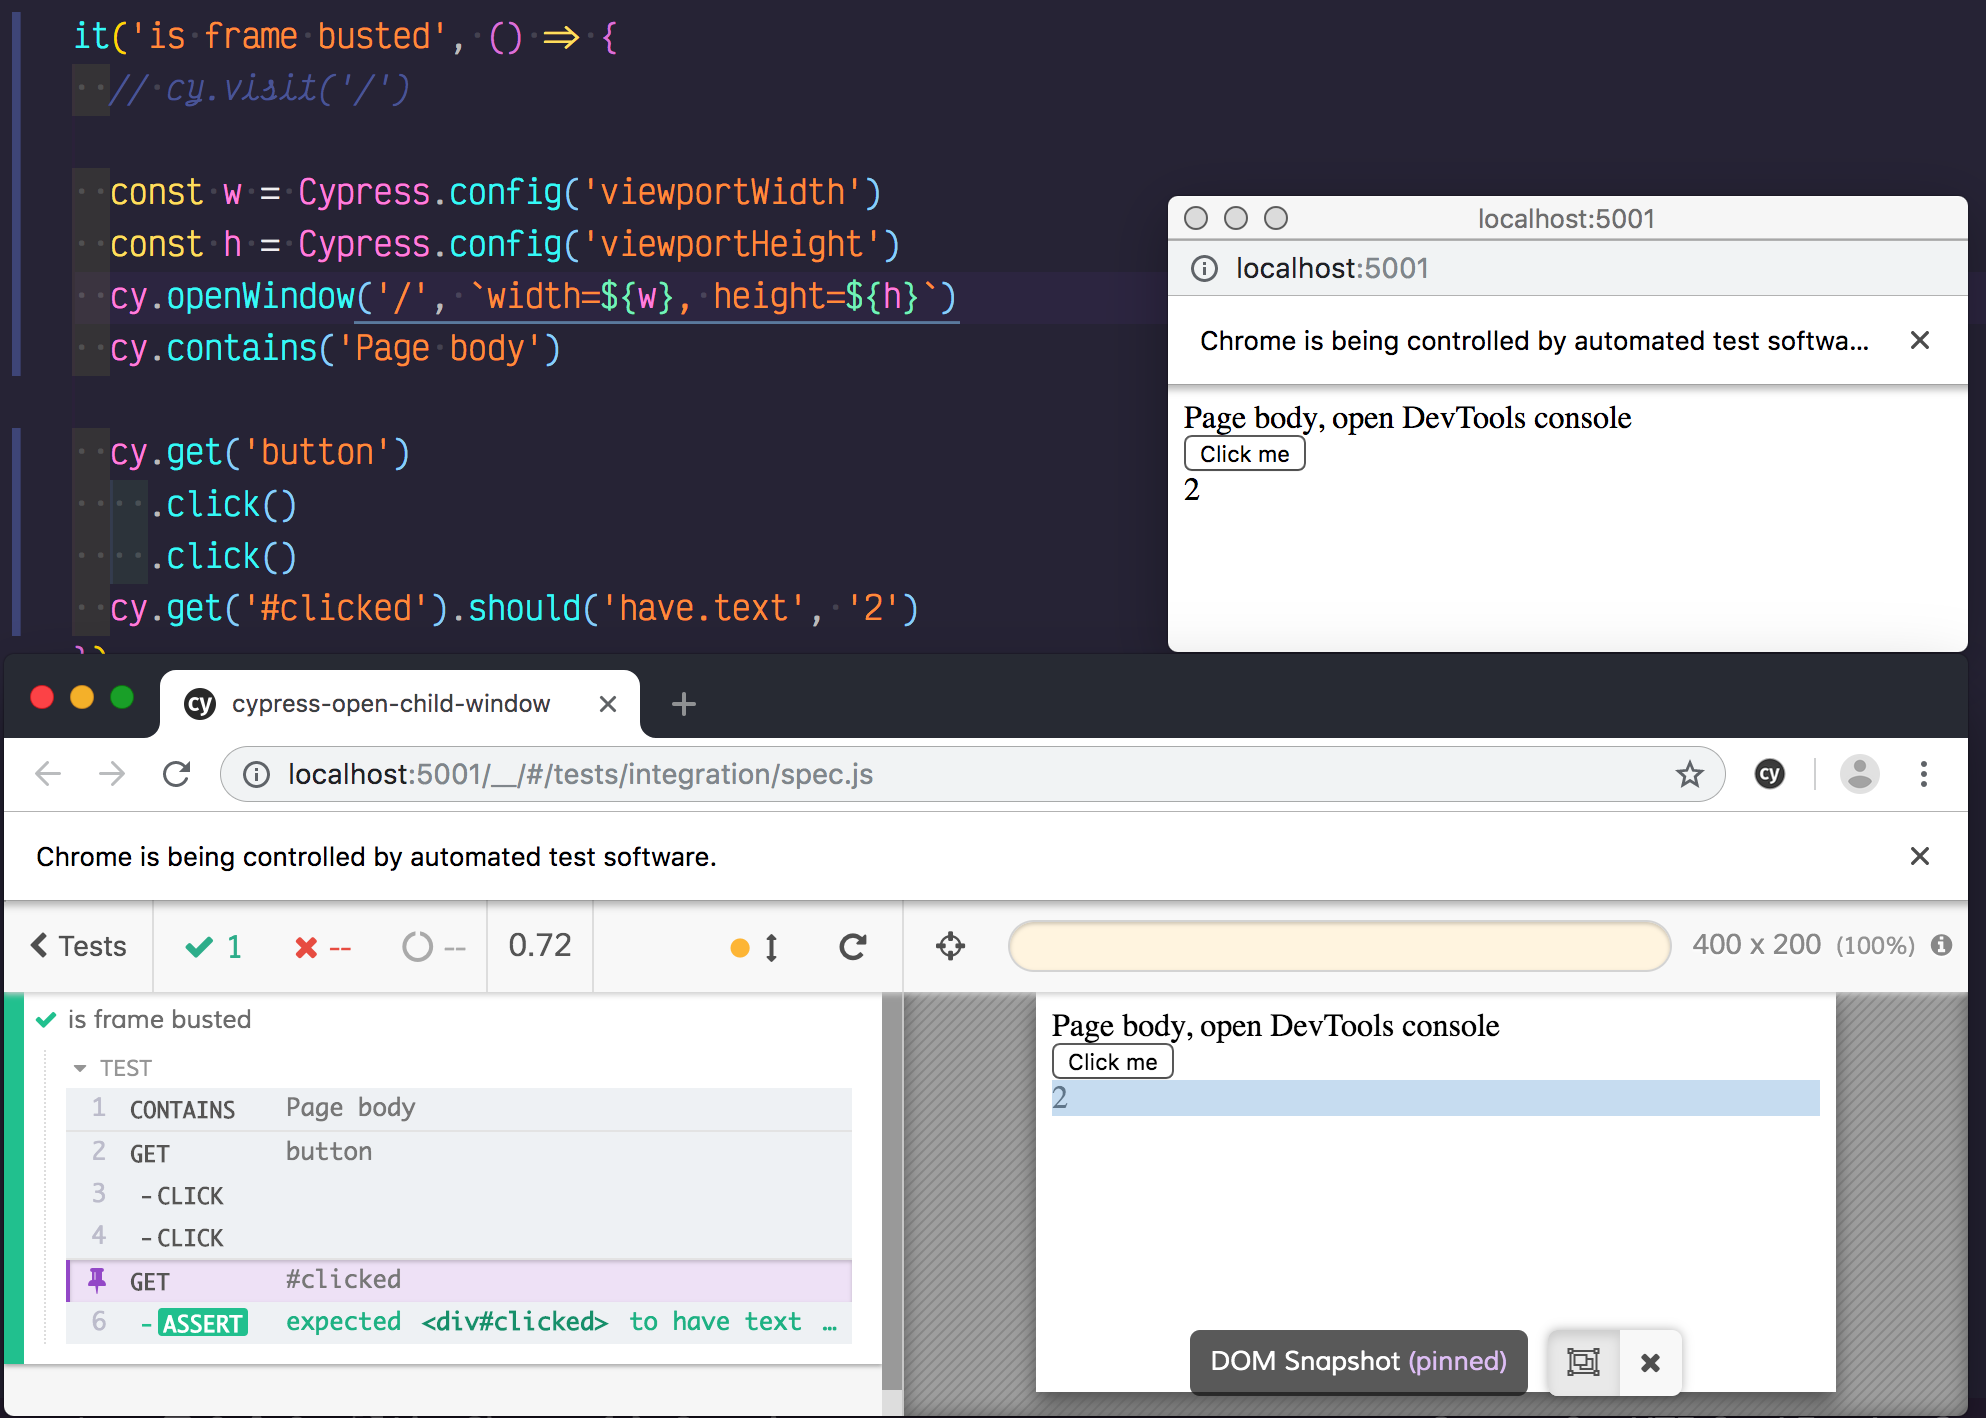 it('is frame busted', () => {
// cy.visit('/')
const w = Cypress.config('viewportWidth')
const h = Cypress.config('viewportHeight')
cy.openWindow('/', `width=${w}, height=${h}`)
cy.contains('Page body')
cy.get('button')
.click()
.click()
cy.get('#clicked').should('have.text', '2')
localhost:5001
localhost:5001
Chrome is being controlled by automated test softwa...
Page body, open DevTools console
Click me
2
cy cypress-open-child-window
localhost:5001/__/#/tests/integration/spec.js
cy
Chrome is being controlled by automated test software.
Tests 1 -- -- 0.72 400 x 200 (100%)
is frame busted
TEST
1 CONTAINS Page body
2 GET button
3 -CLICK
4 -CLICK
GET #clicked
6 -ASSERT expected <div#clicked> to have text ...
Page body, open DevTools console
Click me
2
DOM Snapshot (pinned)